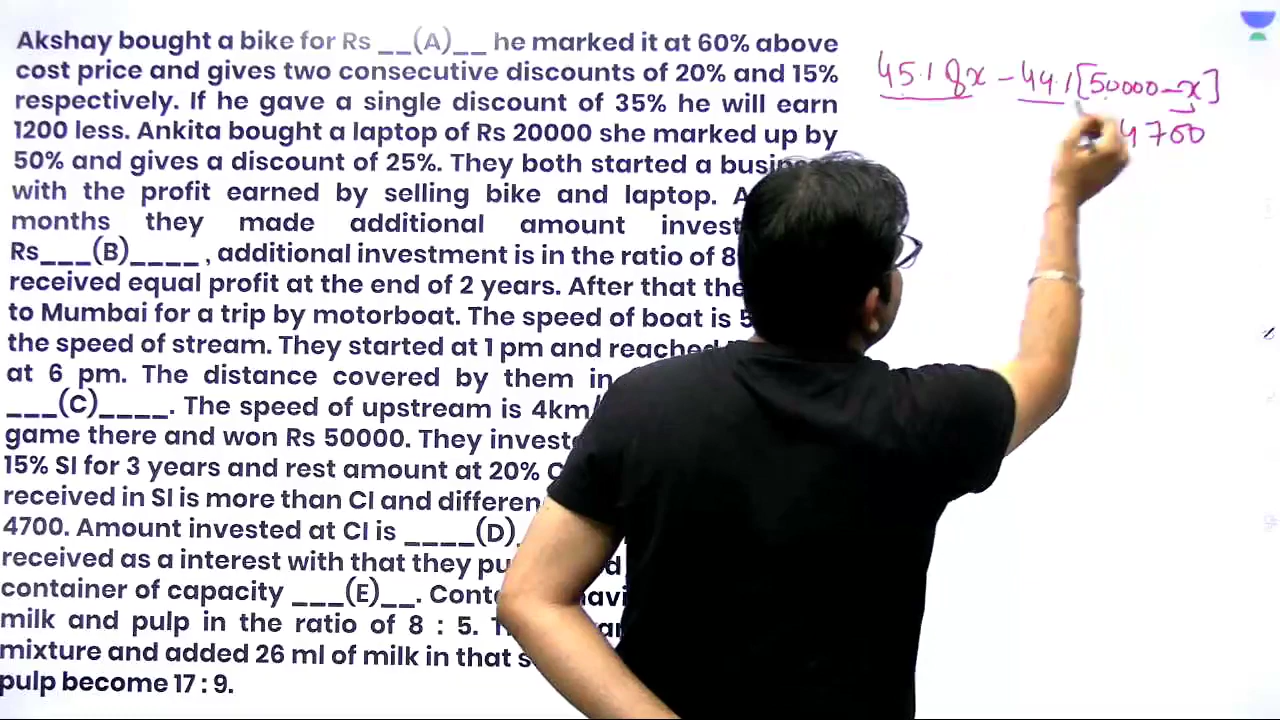 Akshay bought a bike for Rs __(A)__ he marked it at 60% above
cost price and gives two consecutive discounts of 20% and 15%
respectively. If he gave a single discount of 35% he will earn
1200 less. Ankita bought a laptop of Rs 20000 she marked up by
50% and gives a discount of 25%. They both started a
with the profit earned by selling bike and laptop.
months they made additional amount
Rs___(B)____, additional investment is in the ratio of 8
received equal profit at the end of 2 years. After that
to Mumbai for a trip by motorboat. The speed of boat is 5
the speed of stream. They started at 1 pm and reached
at 6 pm. The distance covered by them in
___(C)____. The speed of upstream is 4km/
game there and won Rs 50000. They
15% SI for 3 years and rest amount at 20%
received in SI is more than CI and
4700. Amount invested at CI is ____(D)
received as a interest with that they
container of capacity ___(E)__.
milk and pulp in the ratio of 8 : 5.
mixture and added 26 ml of milk in that
pulp become 17 : 9.
45% of x - 44% [50000 - x]
4700